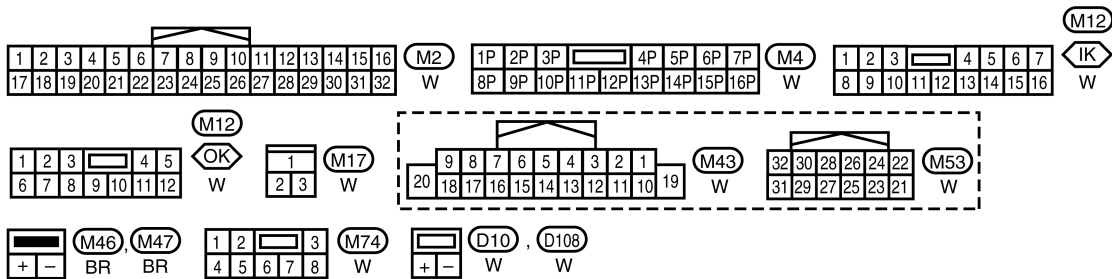 M12
1 2 3 4 5 6 7 8 9 10 11 12 13 14 15 16 M2 1P 2P 3P 4P 5P 6P 7P M4 1 2 3 4 5 6 7 IK
17 18 19 20 21 22 23 24 25 26 27 28 29 30 31 32 W 8P 9P 10P 11P 12P 13P 14P 15P 16P W 8 9 10 11 12 13 14 15 16 W
M12
1 2 3 4 5 OK 1 M17 9 8 7 6 5 4 3 2 1 M43 32 30 28 26 24 22 M53
6 7 8 9 10 11 12 W 2 3 W 20 18 17 16 15 14 13 12 11 10 19 W 31 29 27 25 23 21 W
M46 , M47 1 2 3 M74 D10 , D108
+ − BR BR 4 5 6 7 8 W + − W W